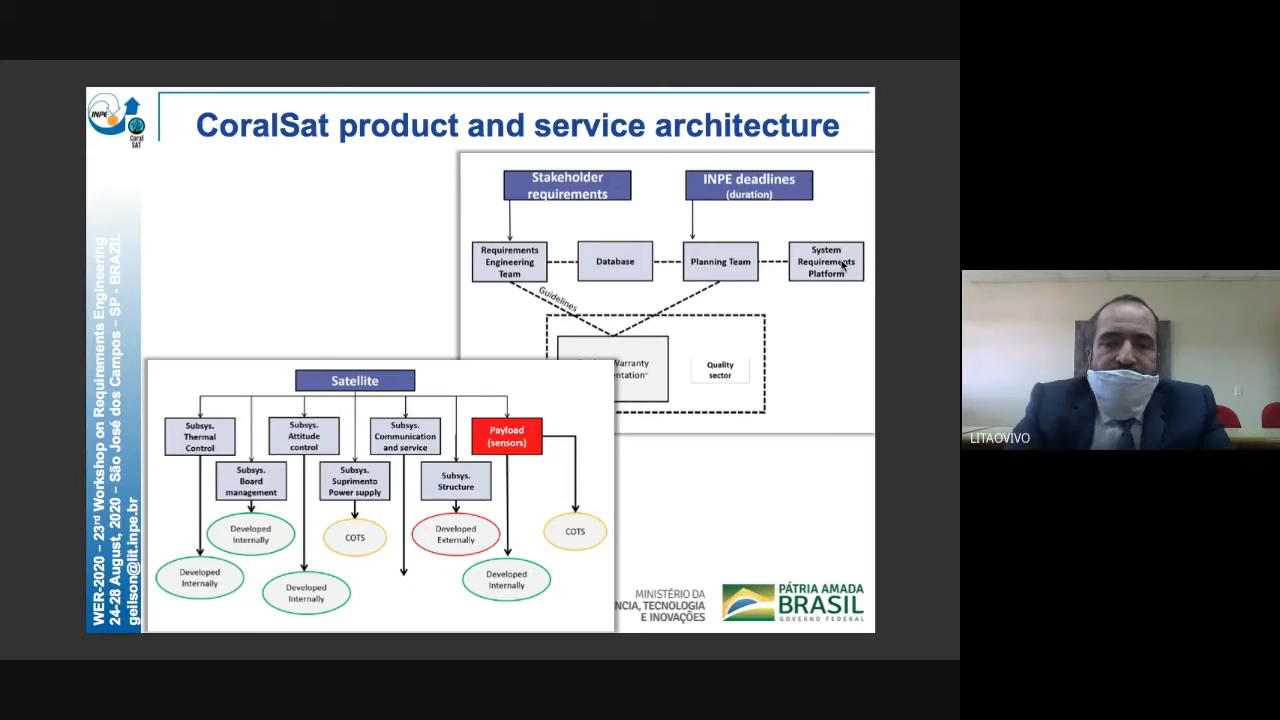 INPE
Coral
SAT
CoralSat product and service architecture
WER-2020 – 23rd Workshop on Requirements Engineering
24-28 August, 2020 – São José dos Campos – SP - BRAZIL
geilson@lit.inpe.br
Stakeholder
requirements
INPE deadlines
(duration)
Requirements
Engineering
Team
Database
Planning Team
System
Requirements
Platform
Guidelines
Warranty
entation"
Quality
sector
Satellite
Subsys.
Thermal
Control
Subsys.
Attitude
control
Subsys.
Communication
and service
Payload
(sensors)
Subsys.
Board
management
Subsys.
Suprimento
Power supply
Subsys.
Structure
Developed
Internally
COTS
Developed
Externally
COTS
Developed
Internally
Developed
Internally
Developed
Internally
MINISTÉRIO DA
NCIA, TECNOLOGIA
E INOVAÇÕES
PÁTRIA AMADA
BRASIL
GOVERNO FEDERAL
LITAOVIVO